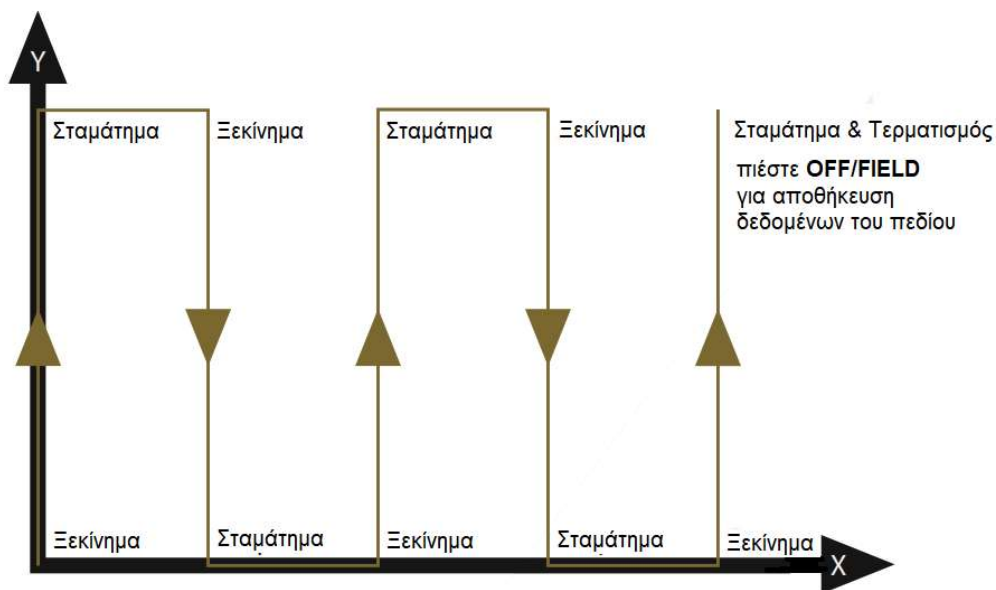 Y
Σταμάτημα
Ξεκίνημα
Σταμάτημα
Ξεκίνημα
Σταμάτημα & Τερματισμός
πιέστε OFF/FIELD
για αποθήκευση
δεδομένων του πεδίου
Ξεκίνημα
Σταμάτημα
Ξεκίνημα
Σταμάτημα
Ξεκίνημα
X